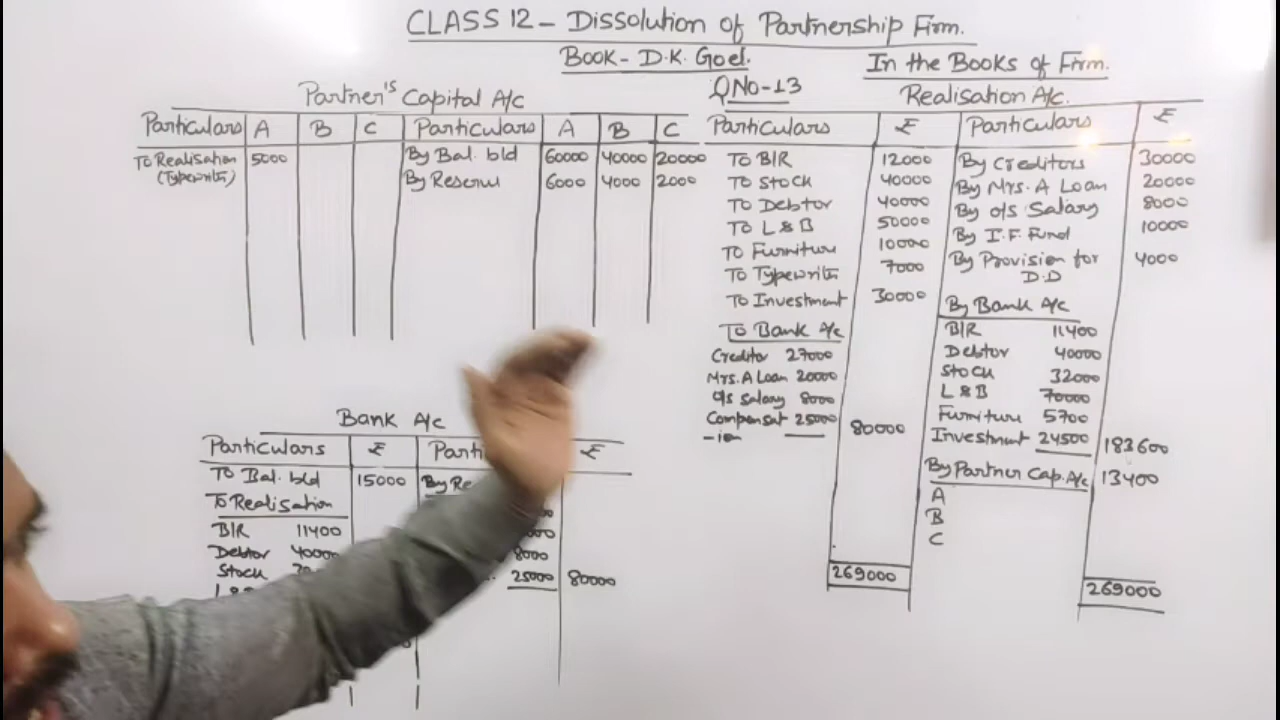 CLASS 12 - Dissolution of Partnership Firm.
BOOK - D.K. Goel.
In the Books of Firm.
QNo-13
Partner's Capital A/c
Particulars A B C Particulars A B C
To Realisation 5000 By Bal. b/d 60000 40000 20000
(Typewriter) By Reserve 6000 4000 2000
Realisation A/c.
Particulars ₹ Particulars ₹
To B/R 12000 By Creditors 30000
To Stock 40000 By Mrs. A Loan 20000
To Debtor 40000 By o/s Salary 8000
To L&B 50000 By I.F. Fund 10000
To Furniture 10000 By Provision for 4000
To Typewriter 7000 D.D
To Investment 30000 By Bank A/c
To Bank A/c B/R 11400
Creditor 27000 Debtor 40000
Mrs. A Loan 20000 Stock 32000
o/s Salary 8000 L&B 70000
Compensat 25000 80000 Furniture 5700
-ion Investment 24500 183600
By Partner Cap. A/c 13400
A
B
C
269000 269000
Bank A/c
Particulars ₹ ₹
To Bal. b/d 15000
To Realisation
B/R 11400
Debtor 40000 8000
Stock 25000 80000